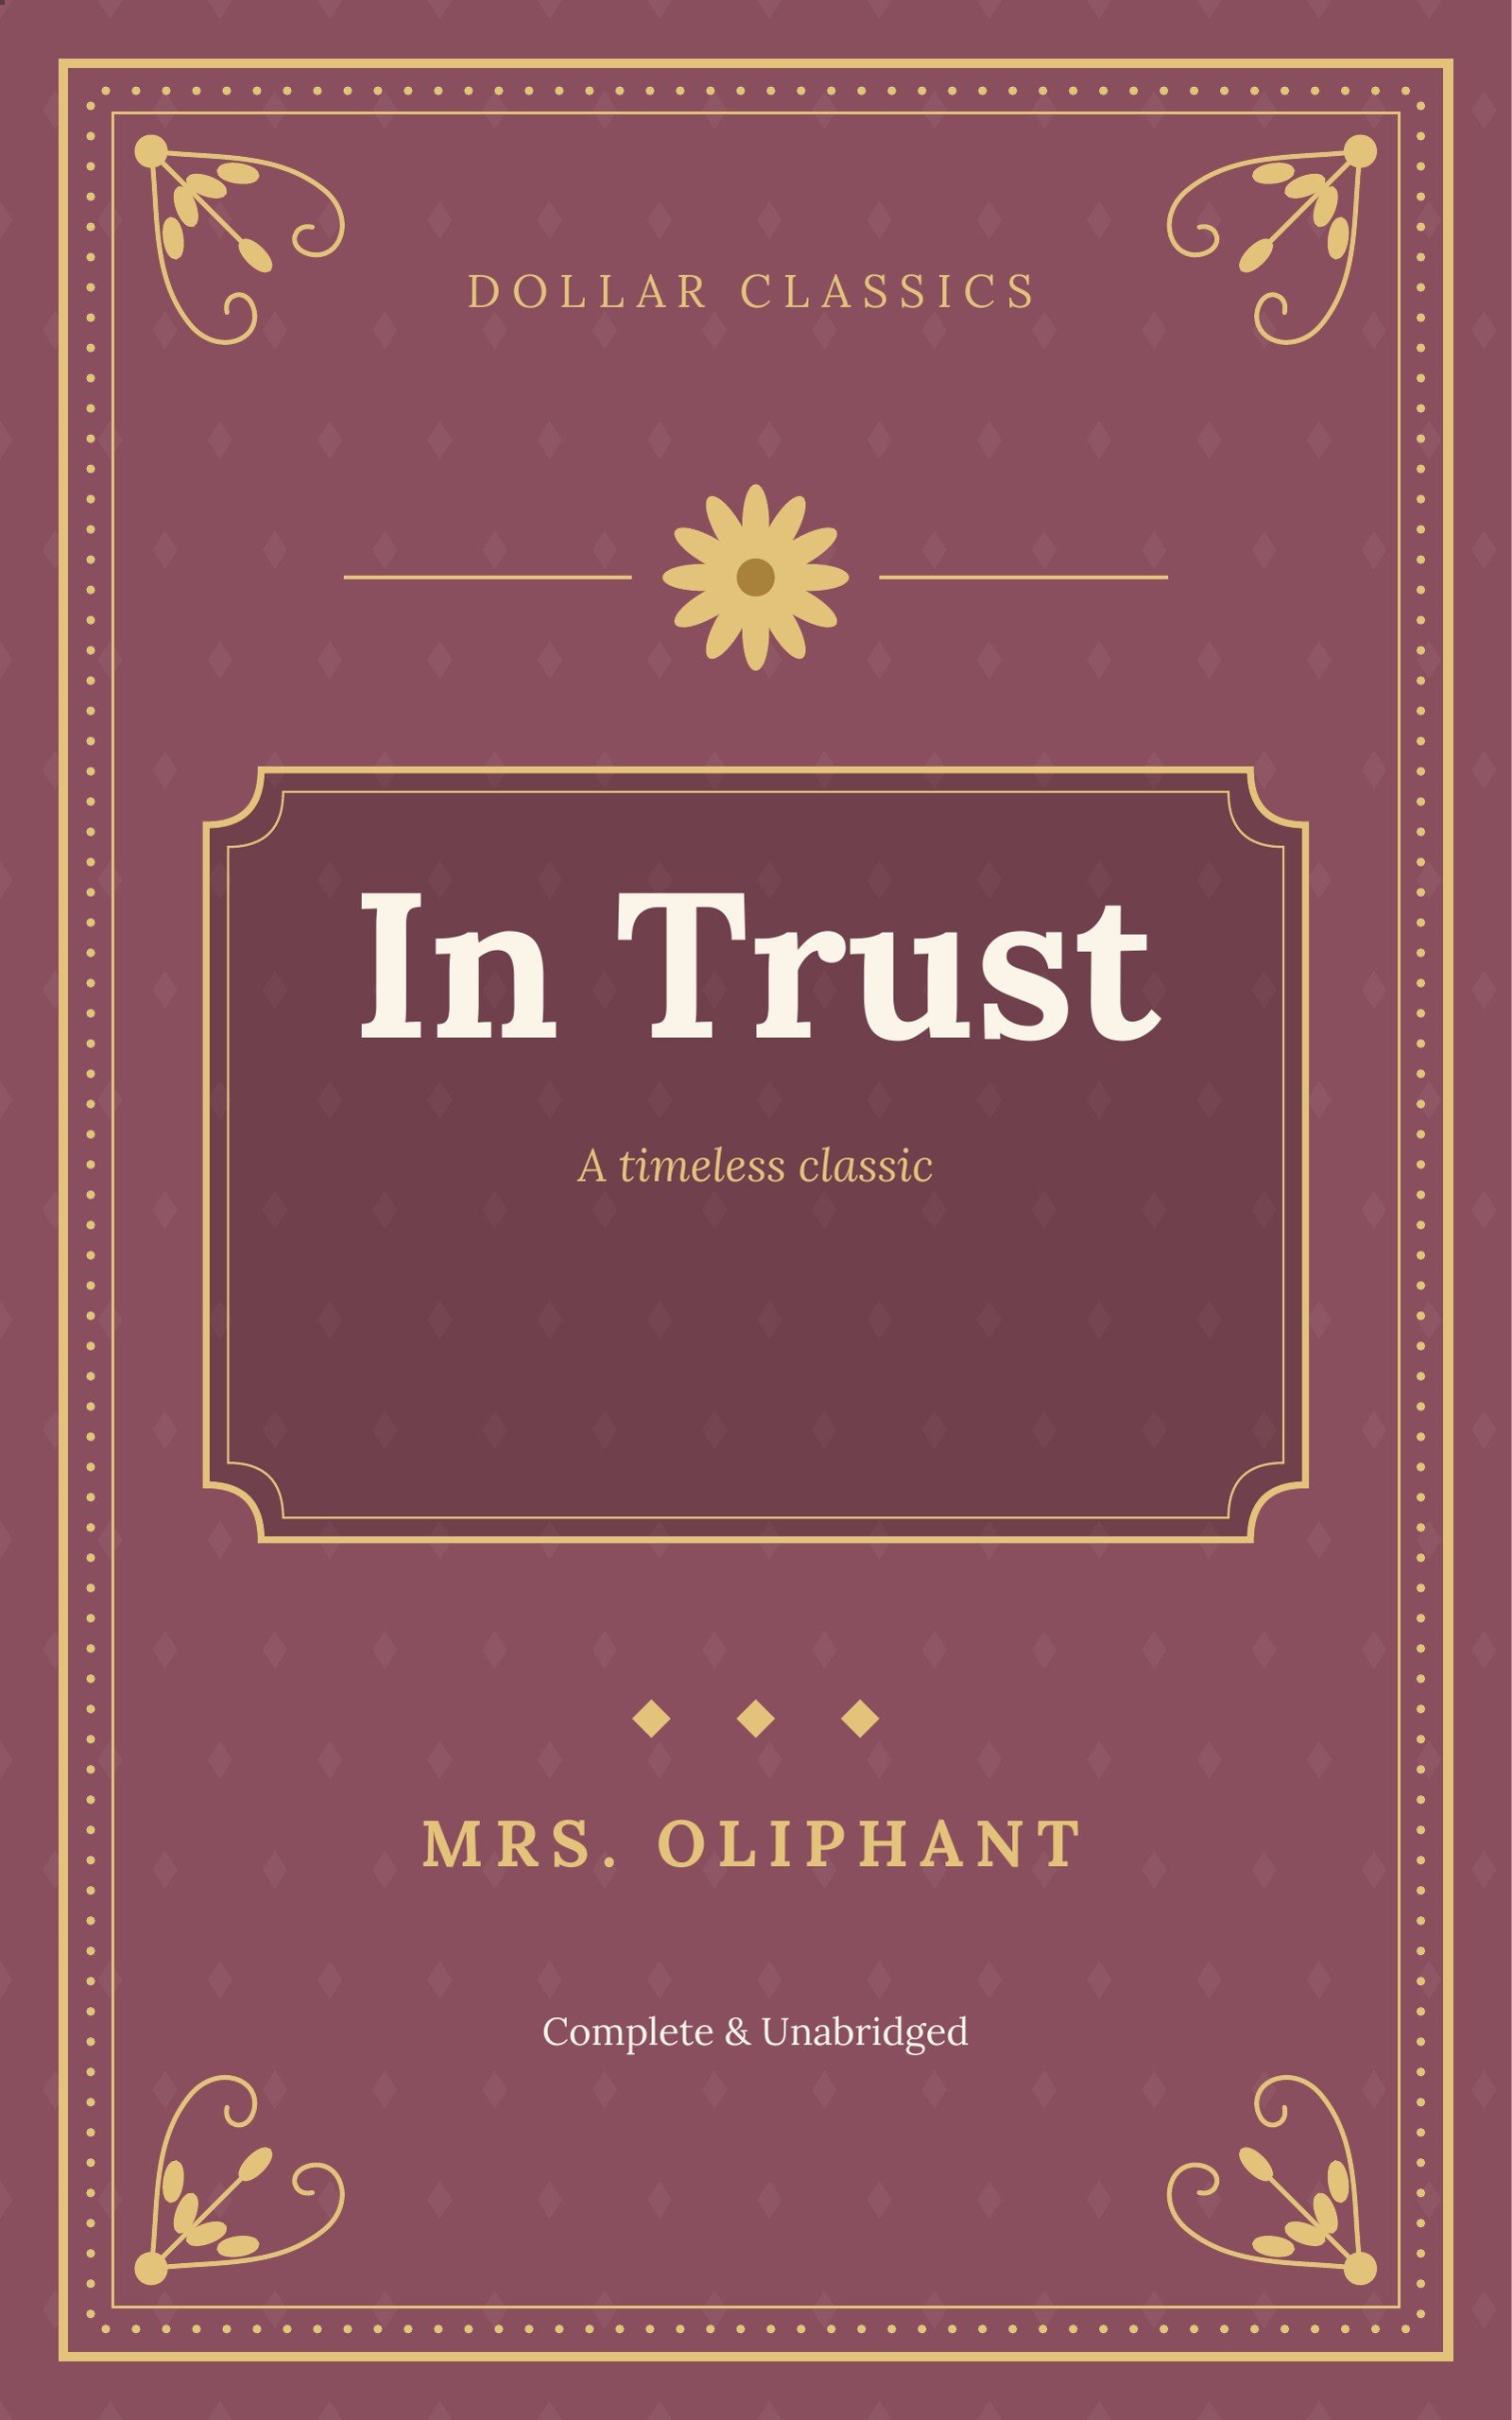 DOLLAR CLASSICS
In Trust
A timeless classic
MRS. OLIPHANT
Complete & Unabridged